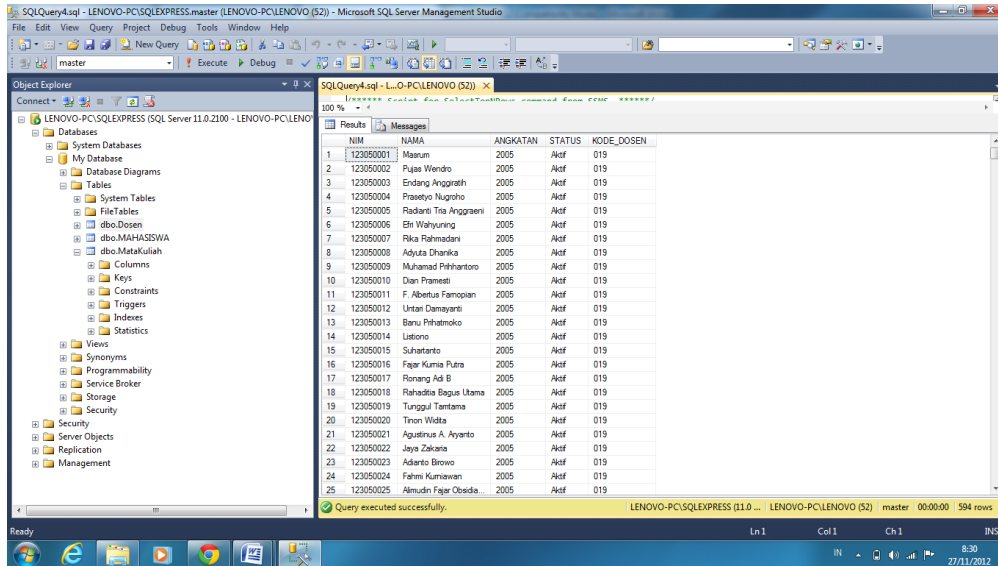 SQLQuery4.sql - LENOVO-PC\SQLEXPRESS.master (LENOVO-PC\LENOVO (52)) - Microsoft SQL Server Management Studio
File Edit View Query Project Debug Tools Window Help
New Query
master Execute Debug
Object Explorer
Connect
LENOVO-PC\SQLEXPRESS (SQL Server 11.0.2100 - LENOVO-PC\LENO
Databases
System Databases
My Database
Database Diagrams
Tables
System Tables
FileTables
dbo.Dosen
dbo.MAHASISWA
dbo.MataKuliah
Columns
Keys
Constraints
Triggers
Indexes
Statistics
Views
Synonyms
Programmability
Service Broker
Storage
Security
Security
Server Objects
Replication
Management
SQLQuery4.sql - L...O-PC\LENOVO (52))
/****** Script for SelectTopNRows command from SSMS ******/
100 %
Results Messages
NIM NAMA ANGKATAN STATUS KODE_DOSEN
1 123050001 Masrum 2005 Aktif 019
2 123050002 Pujas Wendro 2005 Aktif 019
3 123050003 Endang Anggiratih 2005 Aktif 019
4 123050004 Prasetyo Nugroho 2005 Aktif 019
5 123050005 Radianti Tria Anggraeni 2005 Aktif 019
6 123050006 Efri Wahyuning 2005 Aktif 019
7 123050007 Rika Rahmadani 2005 Aktif 019
8 123050008 Adyuta Dhanika 2005 Aktif 019
9 123050009 Muhamad Prihhantoro 2005 Aktif 019
10 123050010 Dian Pramesti 2005 Aktif 019
11 123050011 F. Albertus Famopian 2005 Aktif 019
12 123050012 Untari Damayanti 2005 Aktif 019
13 123050013 Banu Prihatmoko 2005 Aktif 019
14 123050014 Listiono 2005 Aktif 019
15 123050015 Suhartanto 2005 Aktif 019
16 123050016 Fajar Kurnia Putra 2005 Aktif 019
17 123050017 Ronang Adi B 2005 Aktif 019
18 123050018 Rahaditia Bagus Utama 2005 Aktif 019
19 123050019 Tunggul Tamtama 2005 Aktif 019
20 123050020 Tinon Widita 2005 Aktif 019
21 123050021 Agustinus A. Aryanto 2005 Aktif 019
22 123050022 Jaya Zakaria 2005 Aktif 019
23 123050023 Adianto Birowo 2005 Aktif 019
24 123050024 Fahmi Kurniawan 2005 Aktif 019
25 123050025 Alimudin Fajar Obsidia... 2005 Aktif 019
Query executed successfully. LENOVO-PC\SQLEXPRESS (11.0 ... LENOVO-PC\LENOVO (52) master 00:00:00 594 rows
Ready Ln 1 Col 1 Ch 1 INS
IN 8:30
27/11/2012